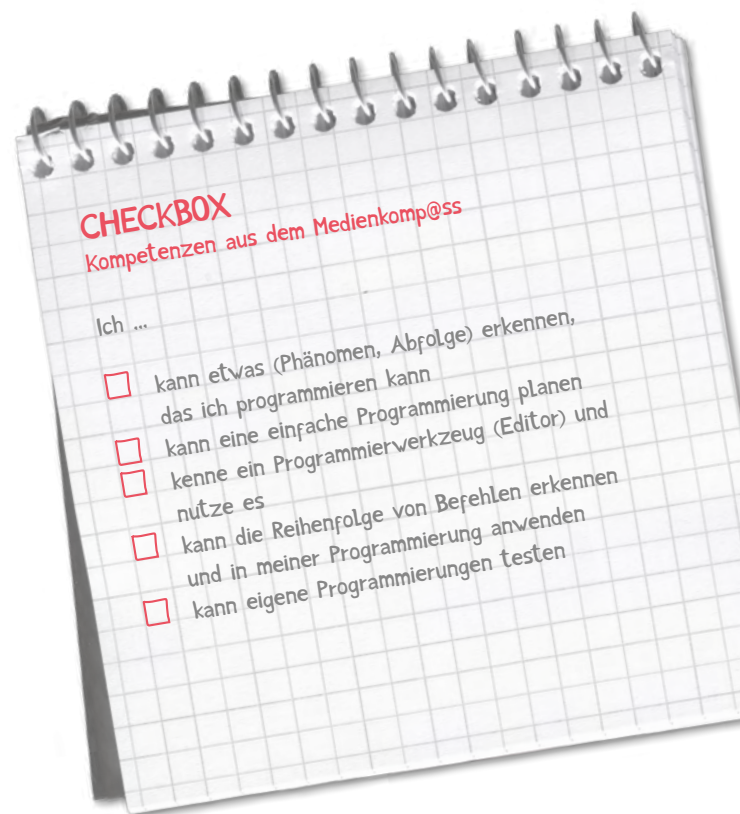 CHECKBOX
Kompetenzen aus dem Medienkomp@ss
Ich ...
kann etwas (Phänomen, Abfolge) erkennen,
das ich programmieren kann
kann eine einfache Programmierung planen
kenne ein Programmierwerkzeug (Editor) und
nutze es
kann die Reihenfolge von Befehlen erkennen
und in meiner Programmierung anwenden
kann eigene Programmierungen testen